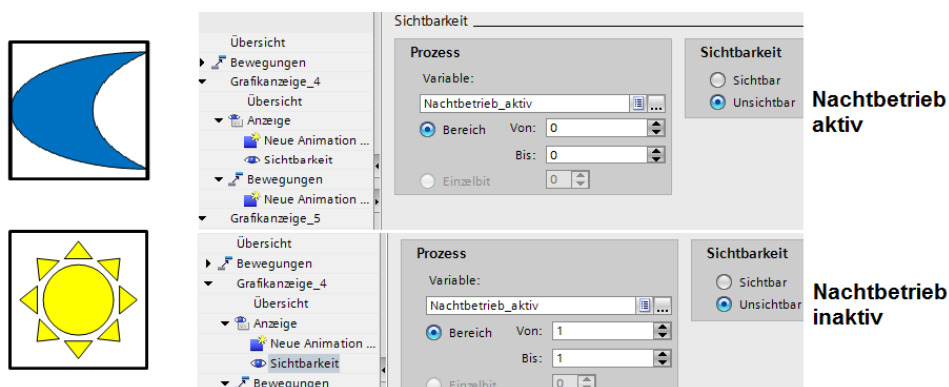 Sichtbarkeit
Übersicht
Bewegungen
Grafikanzeige_4
Übersicht
Anzeige
Neue Animation ...
Sichtbarkeit
Bewegungen
Neue Animation ...
Grafikanzeige_5
Prozess
Variable:
Nachtbetrieb_aktiv
...
Bereich Von: 0
Bis: 0
Einzelbit 0
Sichtbarkeit
Sichtbar
Unsichtbar
Nachtbetrieb
aktiv
Übersicht
Bewegungen
Grafikanzeige_4
Übersicht
Anzeige
Neue Animation ...
Sichtbarkeit
Bewegungen
Prozess
Variable:
Nachtbetrieb_aktiv
...
Bereich Von: 1
Bis: 1
Einzelbit 0
Sichtbarkeit
Sichtbar
Unsichtbar
Nachtbetrieb
inaktiv